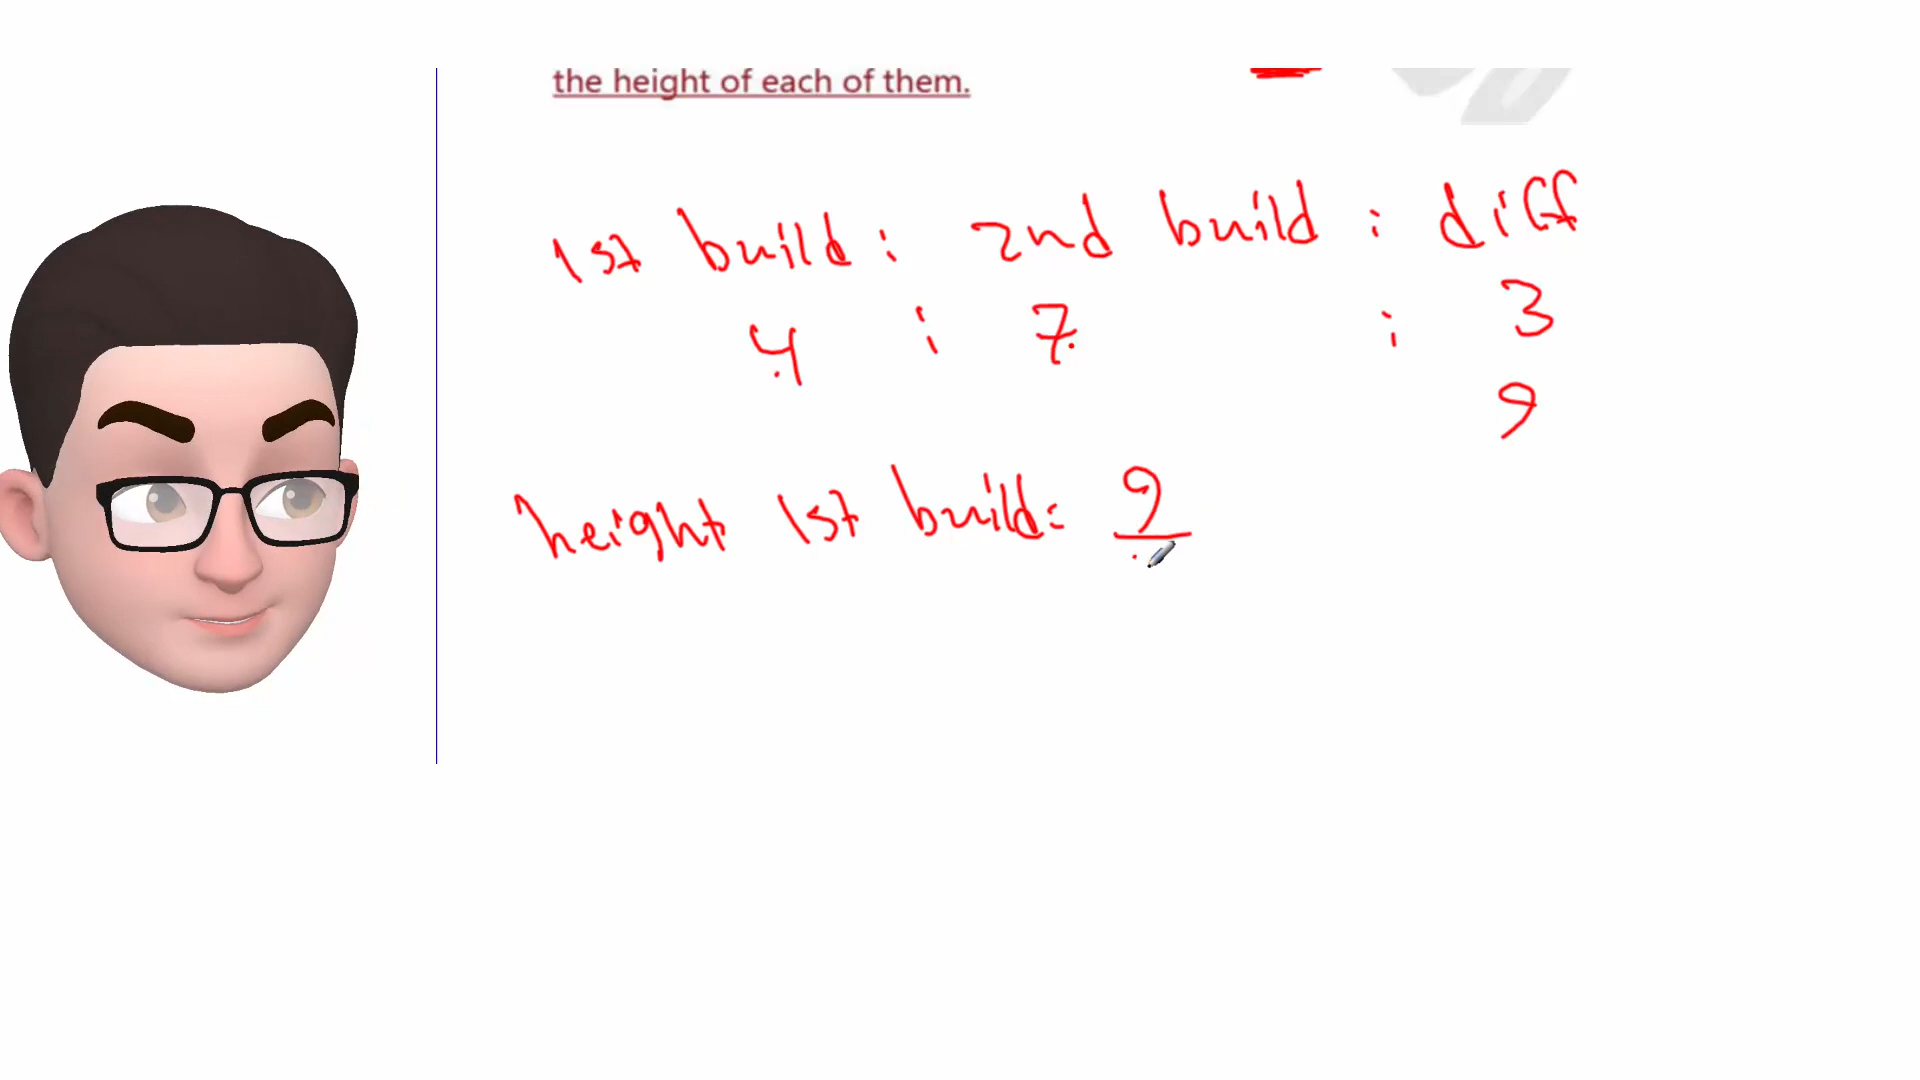 the height of each of them.
1st build : 2nd build : diff
4 : 7 : 3
9
height 1st build = 9